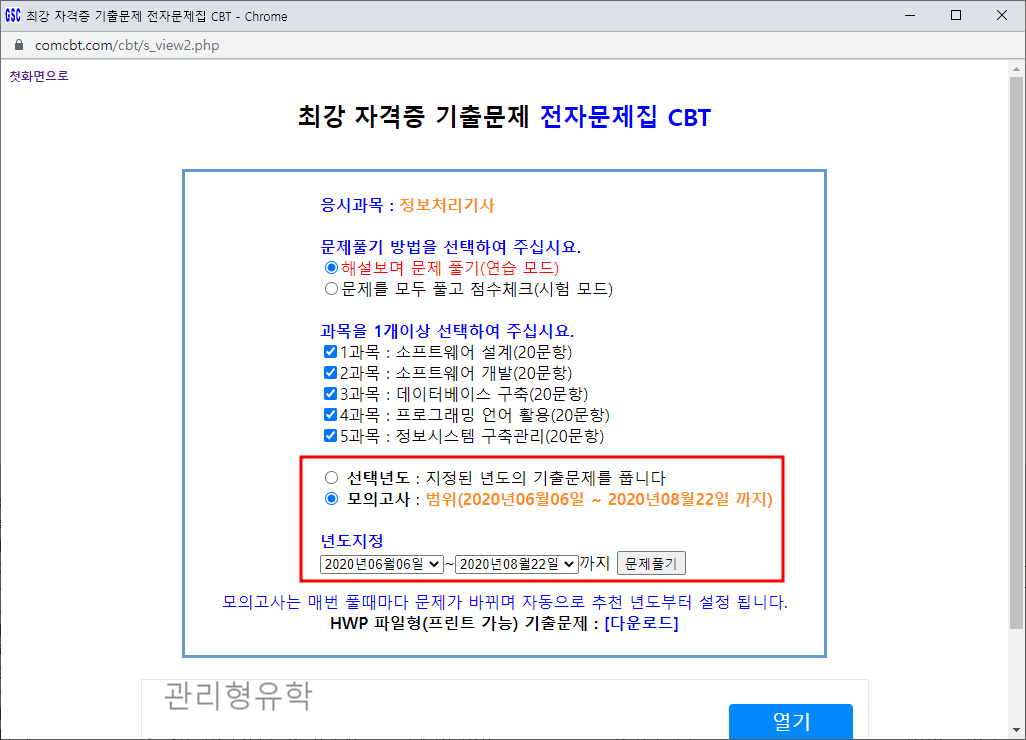 GSC 최강 자격증 기출문제 전자문제집 CBT - Chrome
comcbt.com/cbt/s_view2.php
첫화면으로
최강 자격증 기출문제 전자문제집 CBT
응시과목 : 정보처리기사
문제풀기 방법을 선택하여 주십시요.
해설보며 문제 풀기(연습 모드)
문제를 모두 풀고 점수체크(시험 모드)
과목을 1개이상 선택하여 주십시요.
1과목 : 소프트웨어 설계(20문항)
2과목 : 소프트웨어 개발(20문항)
3과목 : 데이터베이스 구축(20문항)
4과목 : 프로그래밍 언어 활용(20문항)
5과목 : 정보시스템 구축관리(20문항)
선택년도 : 지정된 년도의 기출문제를 풉니다
모의고사 : 범위(2020년06월06일 ~ 2020년08월22일 까지)
년도지정
2020년06월06일 ~ 2020년08월22일 까지 문제풀기
모의고사는 매번 풀때마다 문제가 바뀌며 자동으로 추천 년도부터 설정 됩니다.
HWP 파일형(프린트 가능) 기출문제 : [다운로드]
관리형유학
열기